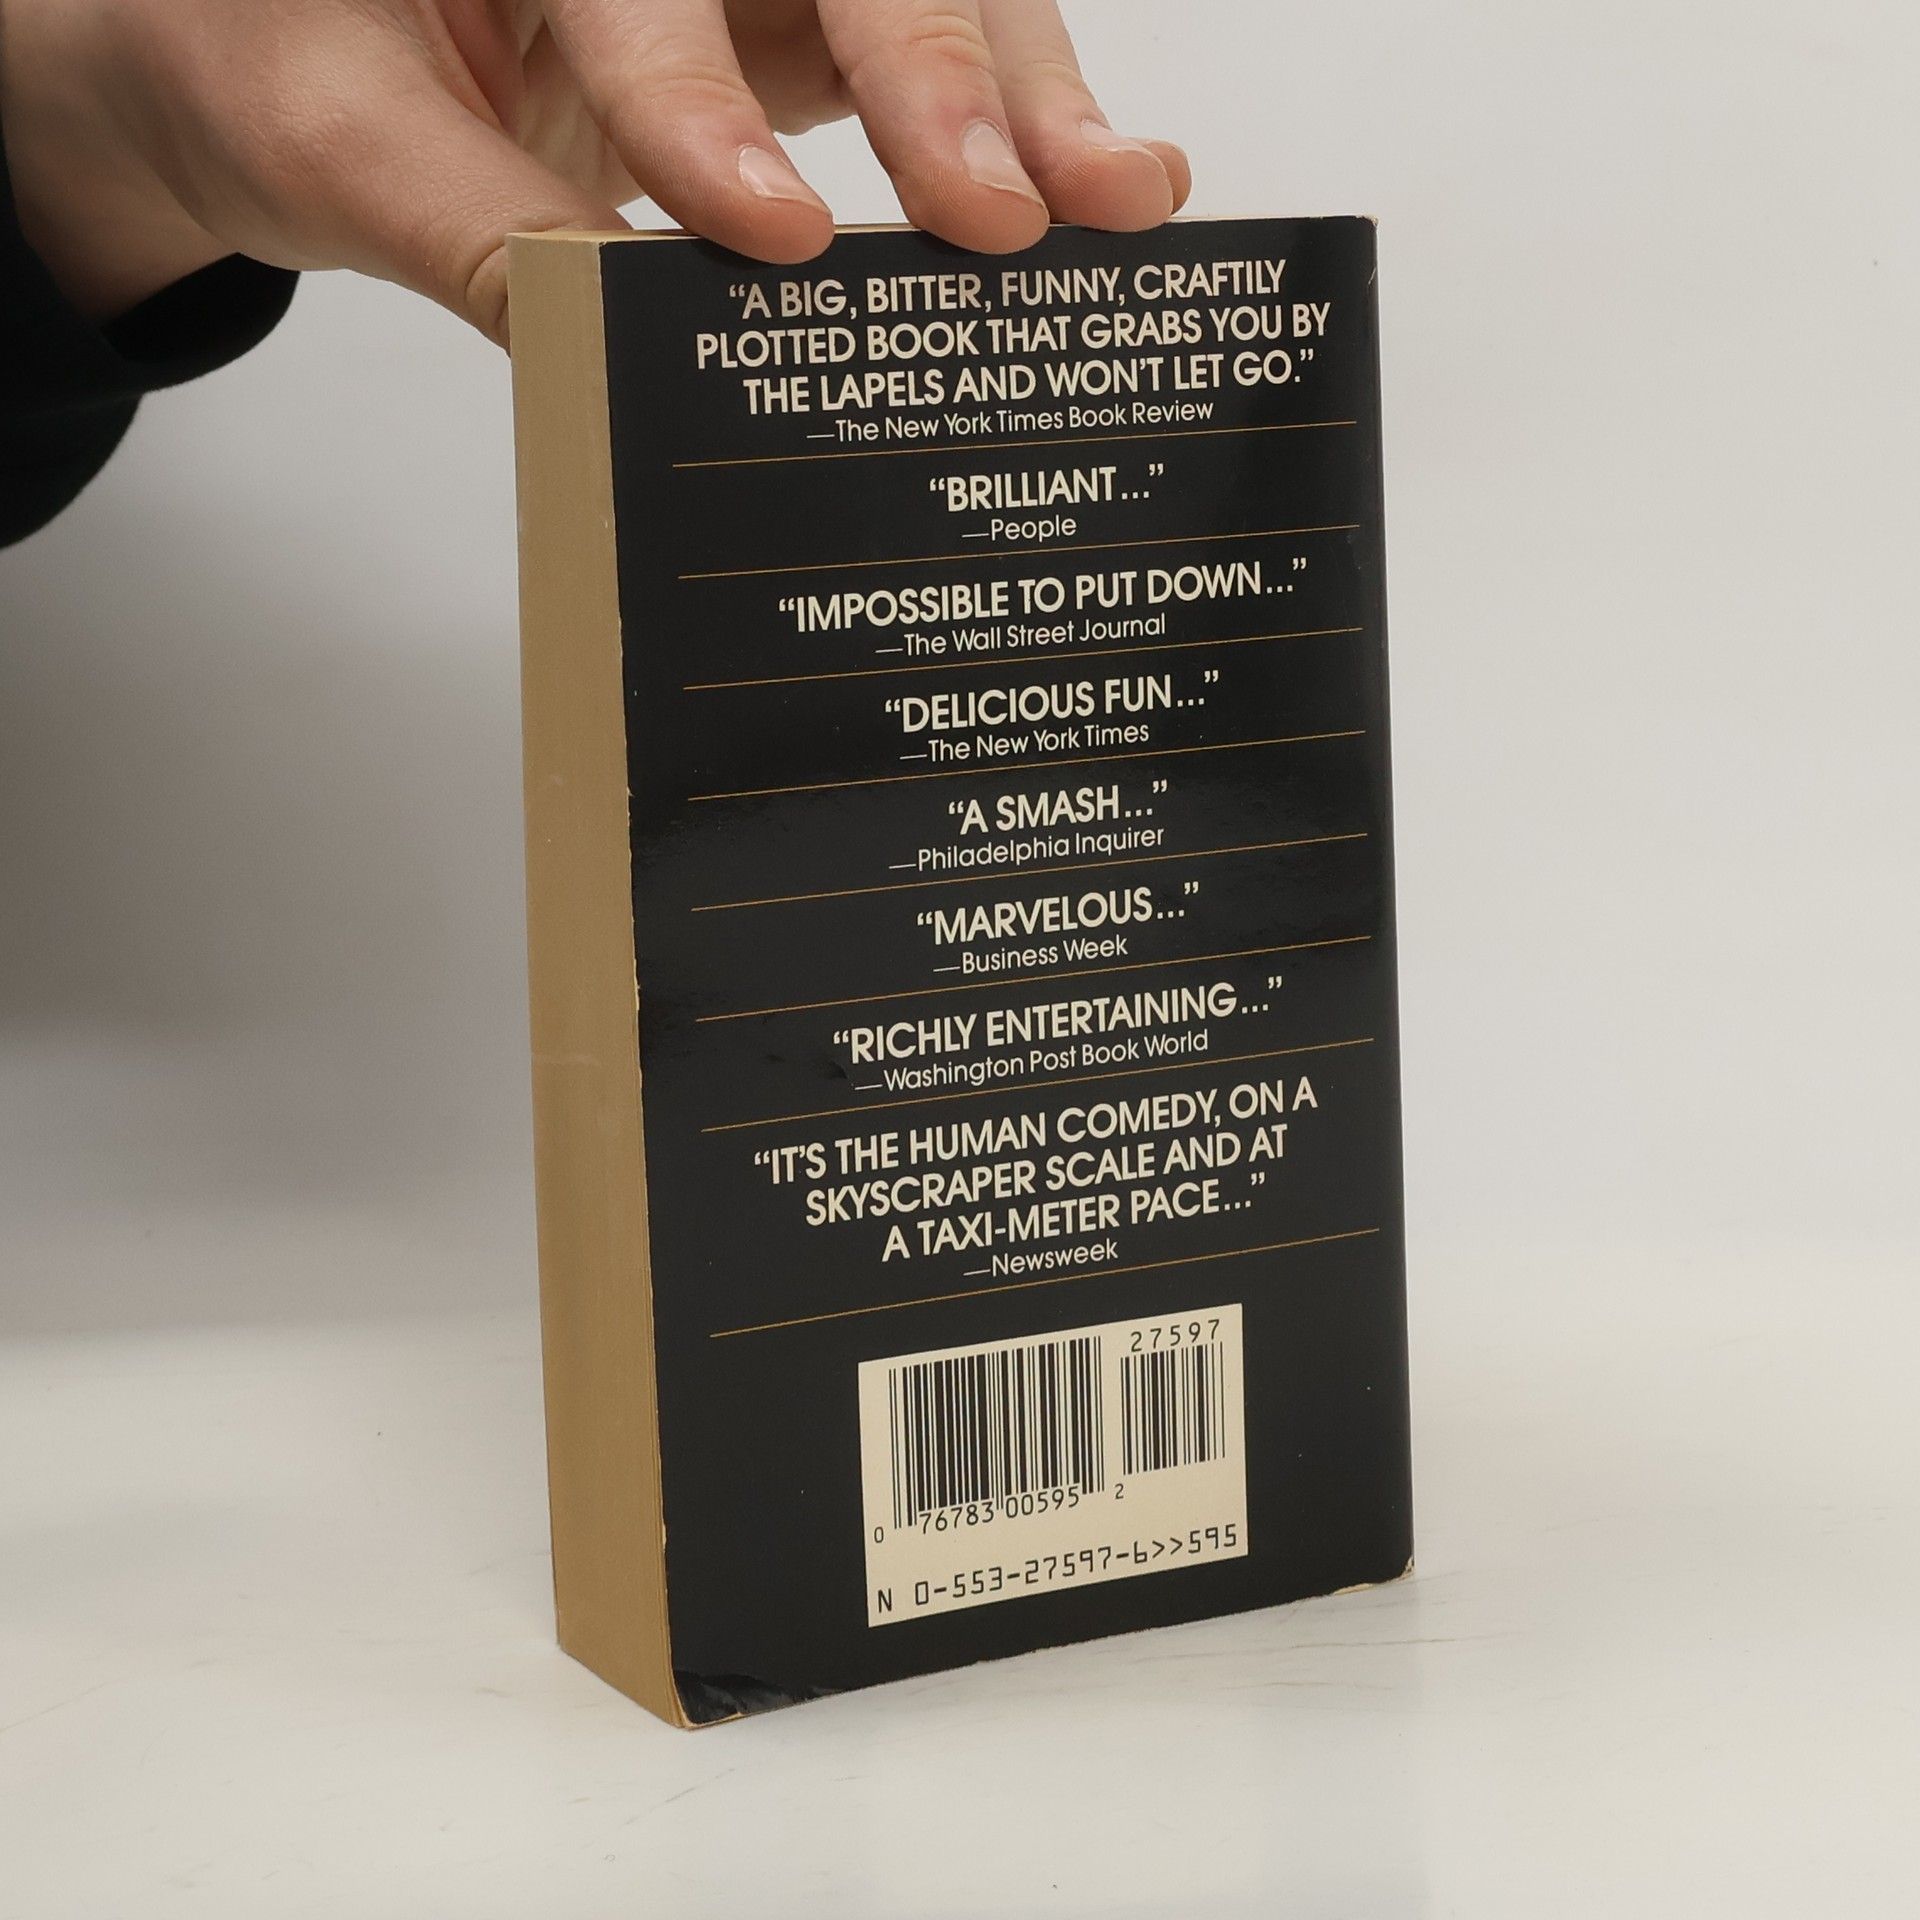 “A BIG, BITTER, FUNNY, CRAFTILY
PLOTTED BOOK THAT GRABS YOU BY
THE LAPELS AND WON’T LET GO.”
—The New York Times Book Review
“BRILLIANT...”
—People
“IMPOSSIBLE TO PUT DOWN...”
—The Wall Street Journal
“DELICIOUS FUN...”
—The New York Times
“A SMASH...”
—Philadelphia Inquirer
“MARVELOUS...”
—Business Week
“RICHLY ENTERTAINING...”
—Washington Post Book World
“IT’S THE HUMAN COMEDY, ON A
SKYSCRAPER SCALE AND AT
A TAXI-METER PACE...”
—Newsweek
27597
0 76783 00595 2
N 0-553-27597-6>>595